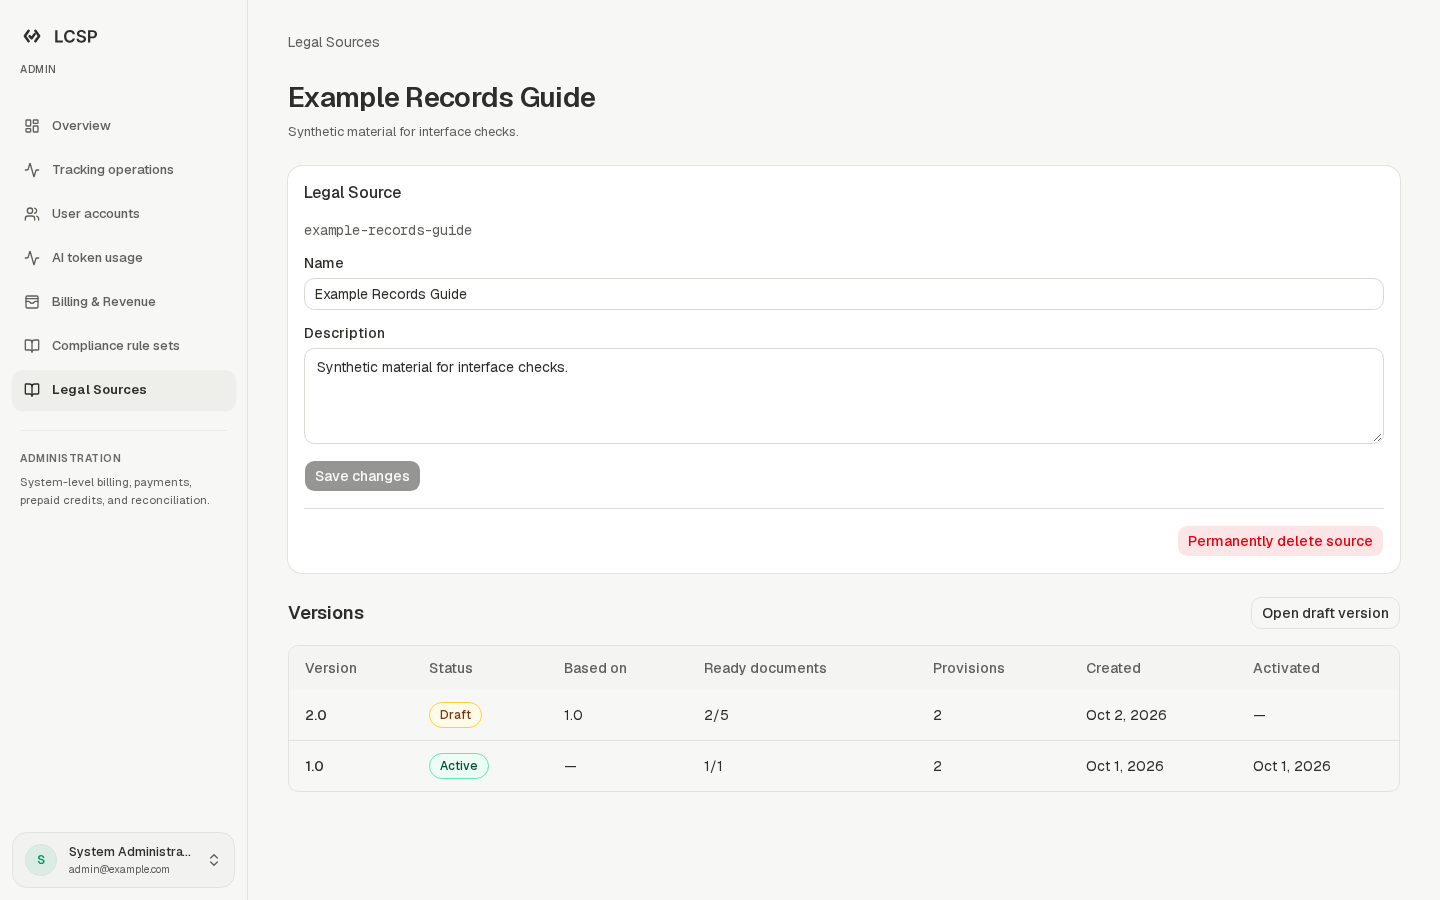 LCSP
ADMIN
Overview
Tracking operations
User accounts
AI token usage
Billing & Revenue
Compliance rule sets
Legal Sources
ADMINISTRATION
System-level billing, payments,
prepaid credits, and reconciliation.
S
System Administra...
admin@example.com
Legal Sources
Example Records Guide
Synthetic material for interface checks.
Legal Source
example-records-guide
Name
Example Records Guide
Description
Synthetic material for interface checks.
Save changes
Permanently delete source
Versions
Open draft version
Version Status Based on Ready documents Provisions Created Activated
2.0 Draft 1.0 2/5 2 Oct 2, 2026 —
1.0 Active — 1/1 2 Oct 1, 2026 Oct 1, 2026